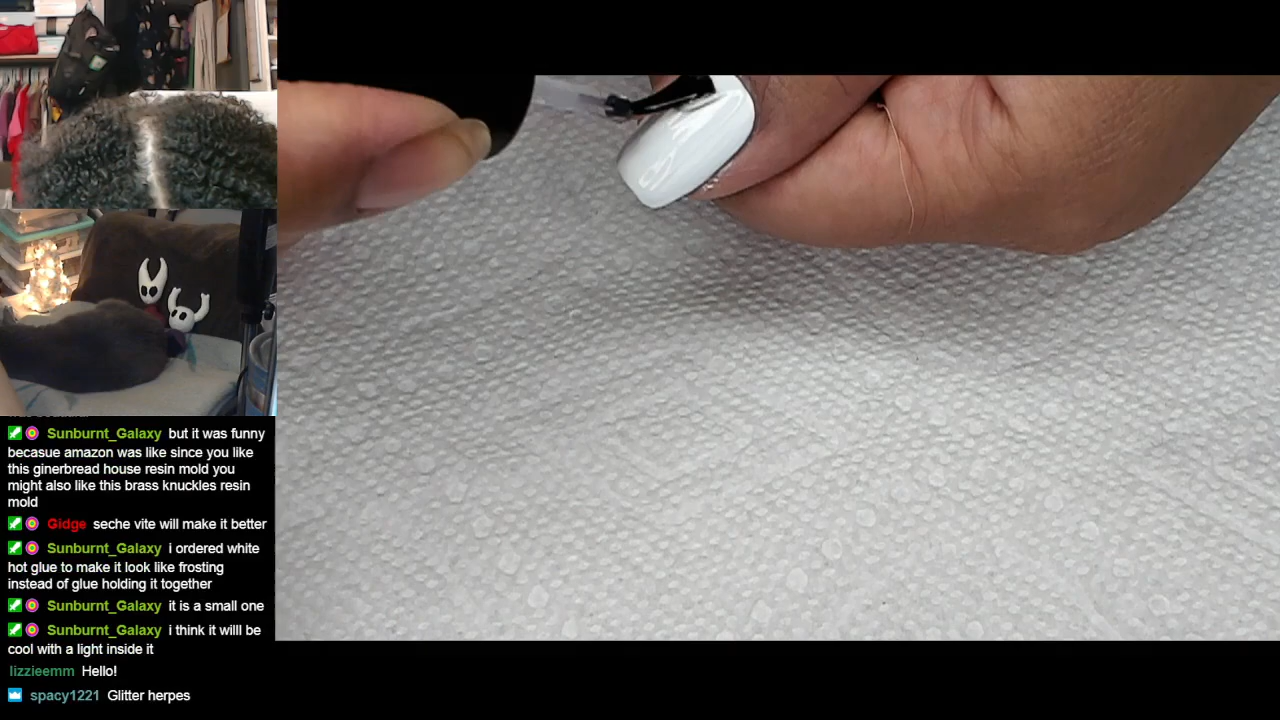 Sunburnt_Galaxy but it was funny
becasue amazon was like since you like
this ginerbread house resin mold you
might also like this brass knuckles resin
mold
Gidge seche vite will make it better
Sunburnt_Galaxy i ordered white
hot glue to make it look like frosting
instead of glue holding it together
Sunburnt_Galaxy it is a small one
Sunburnt_Galaxy i think it willl be
cool with a light inside it
lizzieemm Hello!
spacy1221 Glitter herpes